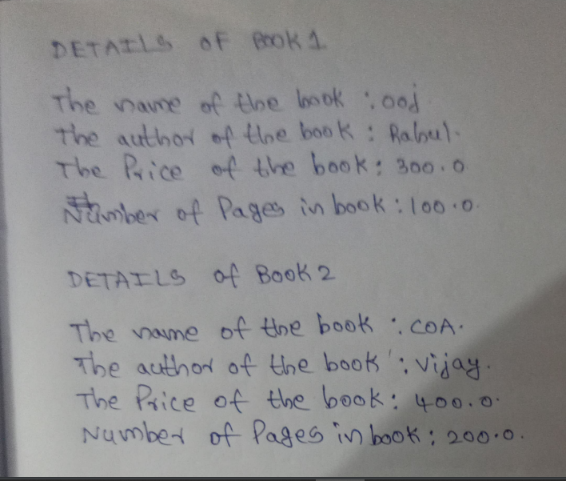 DETAILS OF BOOK 1
The name of the book : ood
The author of the book : Rahul.
The Price of the book : 300.0
Number of Pages in book : 100.0.
DETAILS of BOOK 2
The name of the book : COA.
The author of the book : Vijay.
The Price of the book : 400.0.
Number of Pages in book : 200.0.